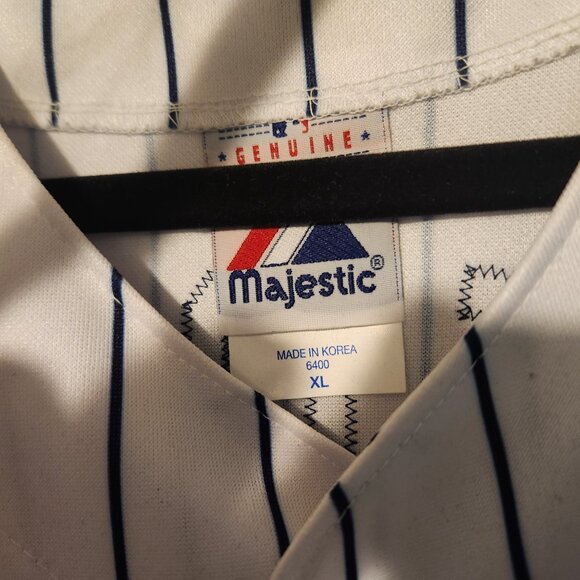 ★ GENUINE ★
Majestic®
MADE IN KOREA
6400
XL